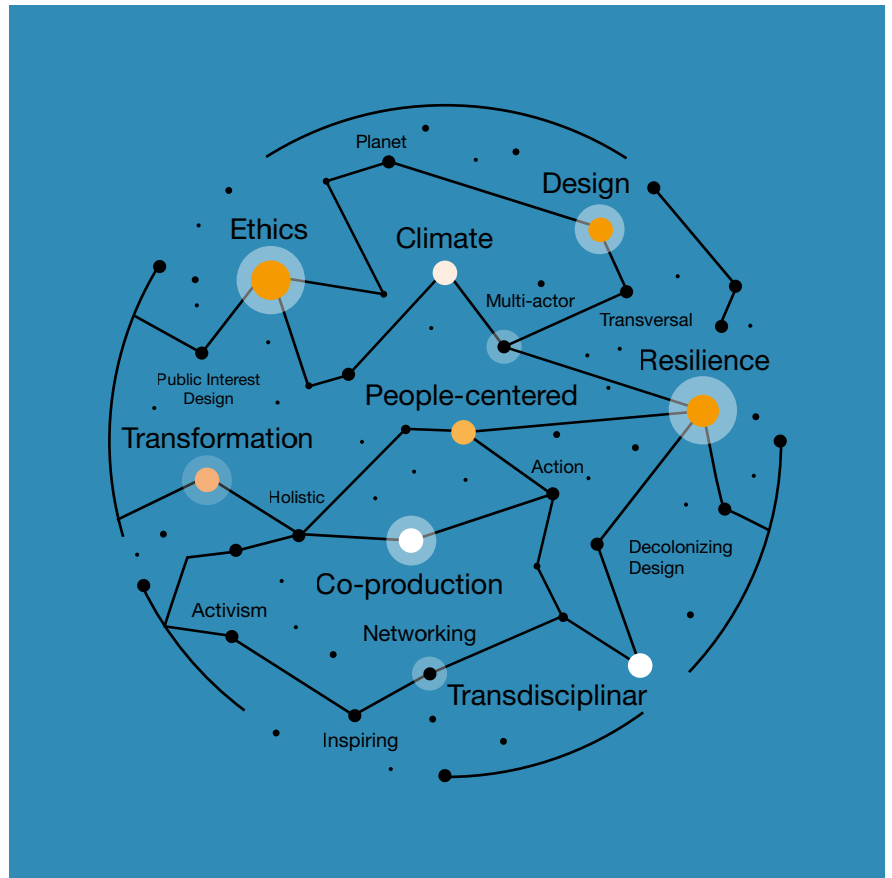 Planet
Design
Ethics
Climate
Multi-actor
Transversal
Resilience
Public Interest
Design
People-centered
Transformation
Action
Holistic
Decolonizing
Design
Co-production
Activism
Networking
Transdisciplinar
Inspiring